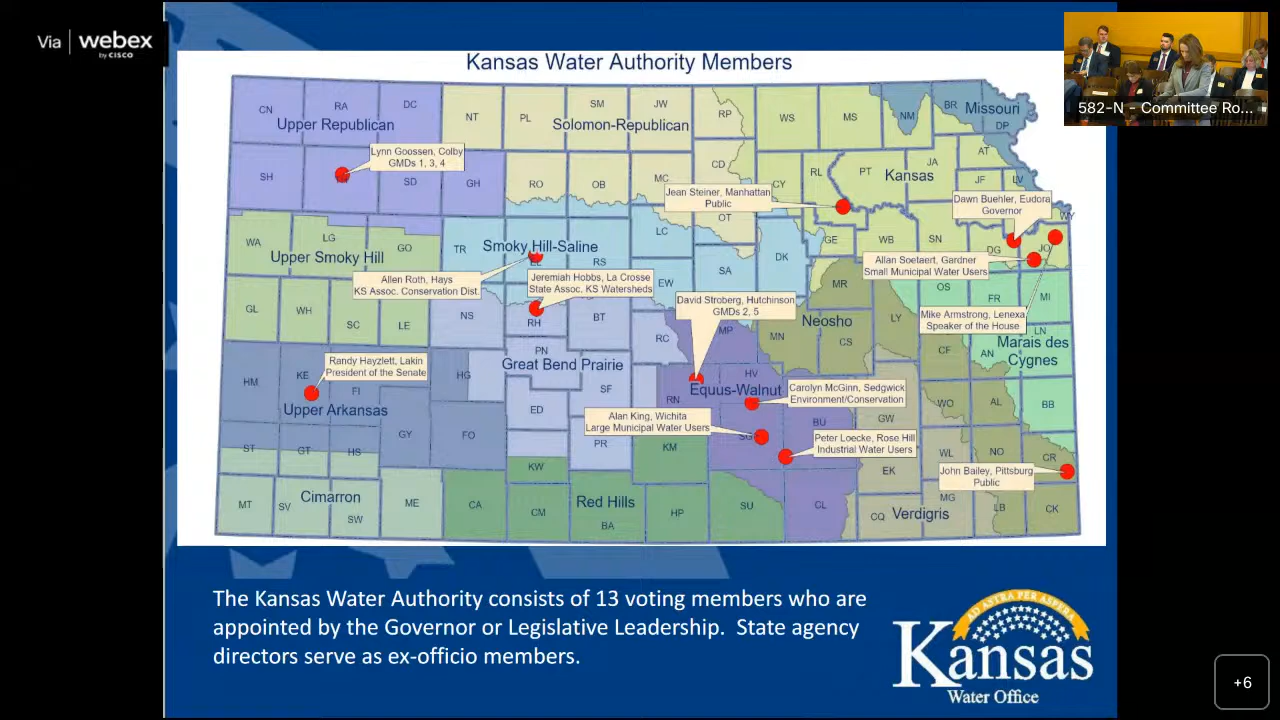 Via webex
by CISCO
582-N - Committee Ro...
Kansas Water Authority Members
CN
RA
DC
Upper Republican
NT
PL
SM
JW
Solomon-Republican
RP
WS
MS
NM
BR
Missouri
DP
Lynn Goossen, Colby
GMDs 1, 3, 4
SH
SD
GH
RO
OB
MC
CD
CY
RL
PT
Kansas
JA
AT
JF
LV
WY
Jean Steiner, Manhattan
Public
Dawn Buehler, Eudora
Governor
WA
LG
GO
Upper Smoky Hill
TR
Smoky Hill-Saline
EL
RS
LC
OT
SA
DK
GE
WB
SN
DG
JO
Allen Roth, Hays
KS Assoc. Conservation Dist.
Jeremiah Hobbs, La Crosse
State Assoc. KS Watersheds
EW
Allan Soetaert, Gardner
Small Municipal Water Users
MR
OS
FR
MI
David Stroberg, Hutchinson
GMDs 2, 5
GL
WH
SC
LE
NS
RH
BT
RC
MP
MN
Neosho
CS
LY
Mike Armstrong, Lenexa
Speaker of the House
LN
Marais des
Cygnes
CF
AN
PN
Great Bend Prairie
Randy Hayzlett, Lakin
President of the Senate
HM
KE
FI
HG
SF
RN
HV
Equus-Walnut
Carolyn McGinn, Sedgwick
Environment/Conservation
WO
AL
BB
Upper Arkansas
GY
FO
ED
Alan King, Wichita
Large Municipal Water Users
SG
BU
GW
ST
GT
HS
PR
KM
Peter Loecke, Rose Hill
Industrial Water Users
WL
NO
CR
KW
EK
John Bailey, Pittsburg
Public
MT
SV
Cimarron
SW
ME
CA
CM
Red Hills
BA
HP
SU
CL
CQ
Verdigris
MG
LB
CK
The Kansas Water Authority consists of 13 voting members who are
appointed by the Governor or Legislative Leadership. State agency
directors serve as ex-officio members.
AD ASTRA PER ASPERA
Kansas
Water Office
+6